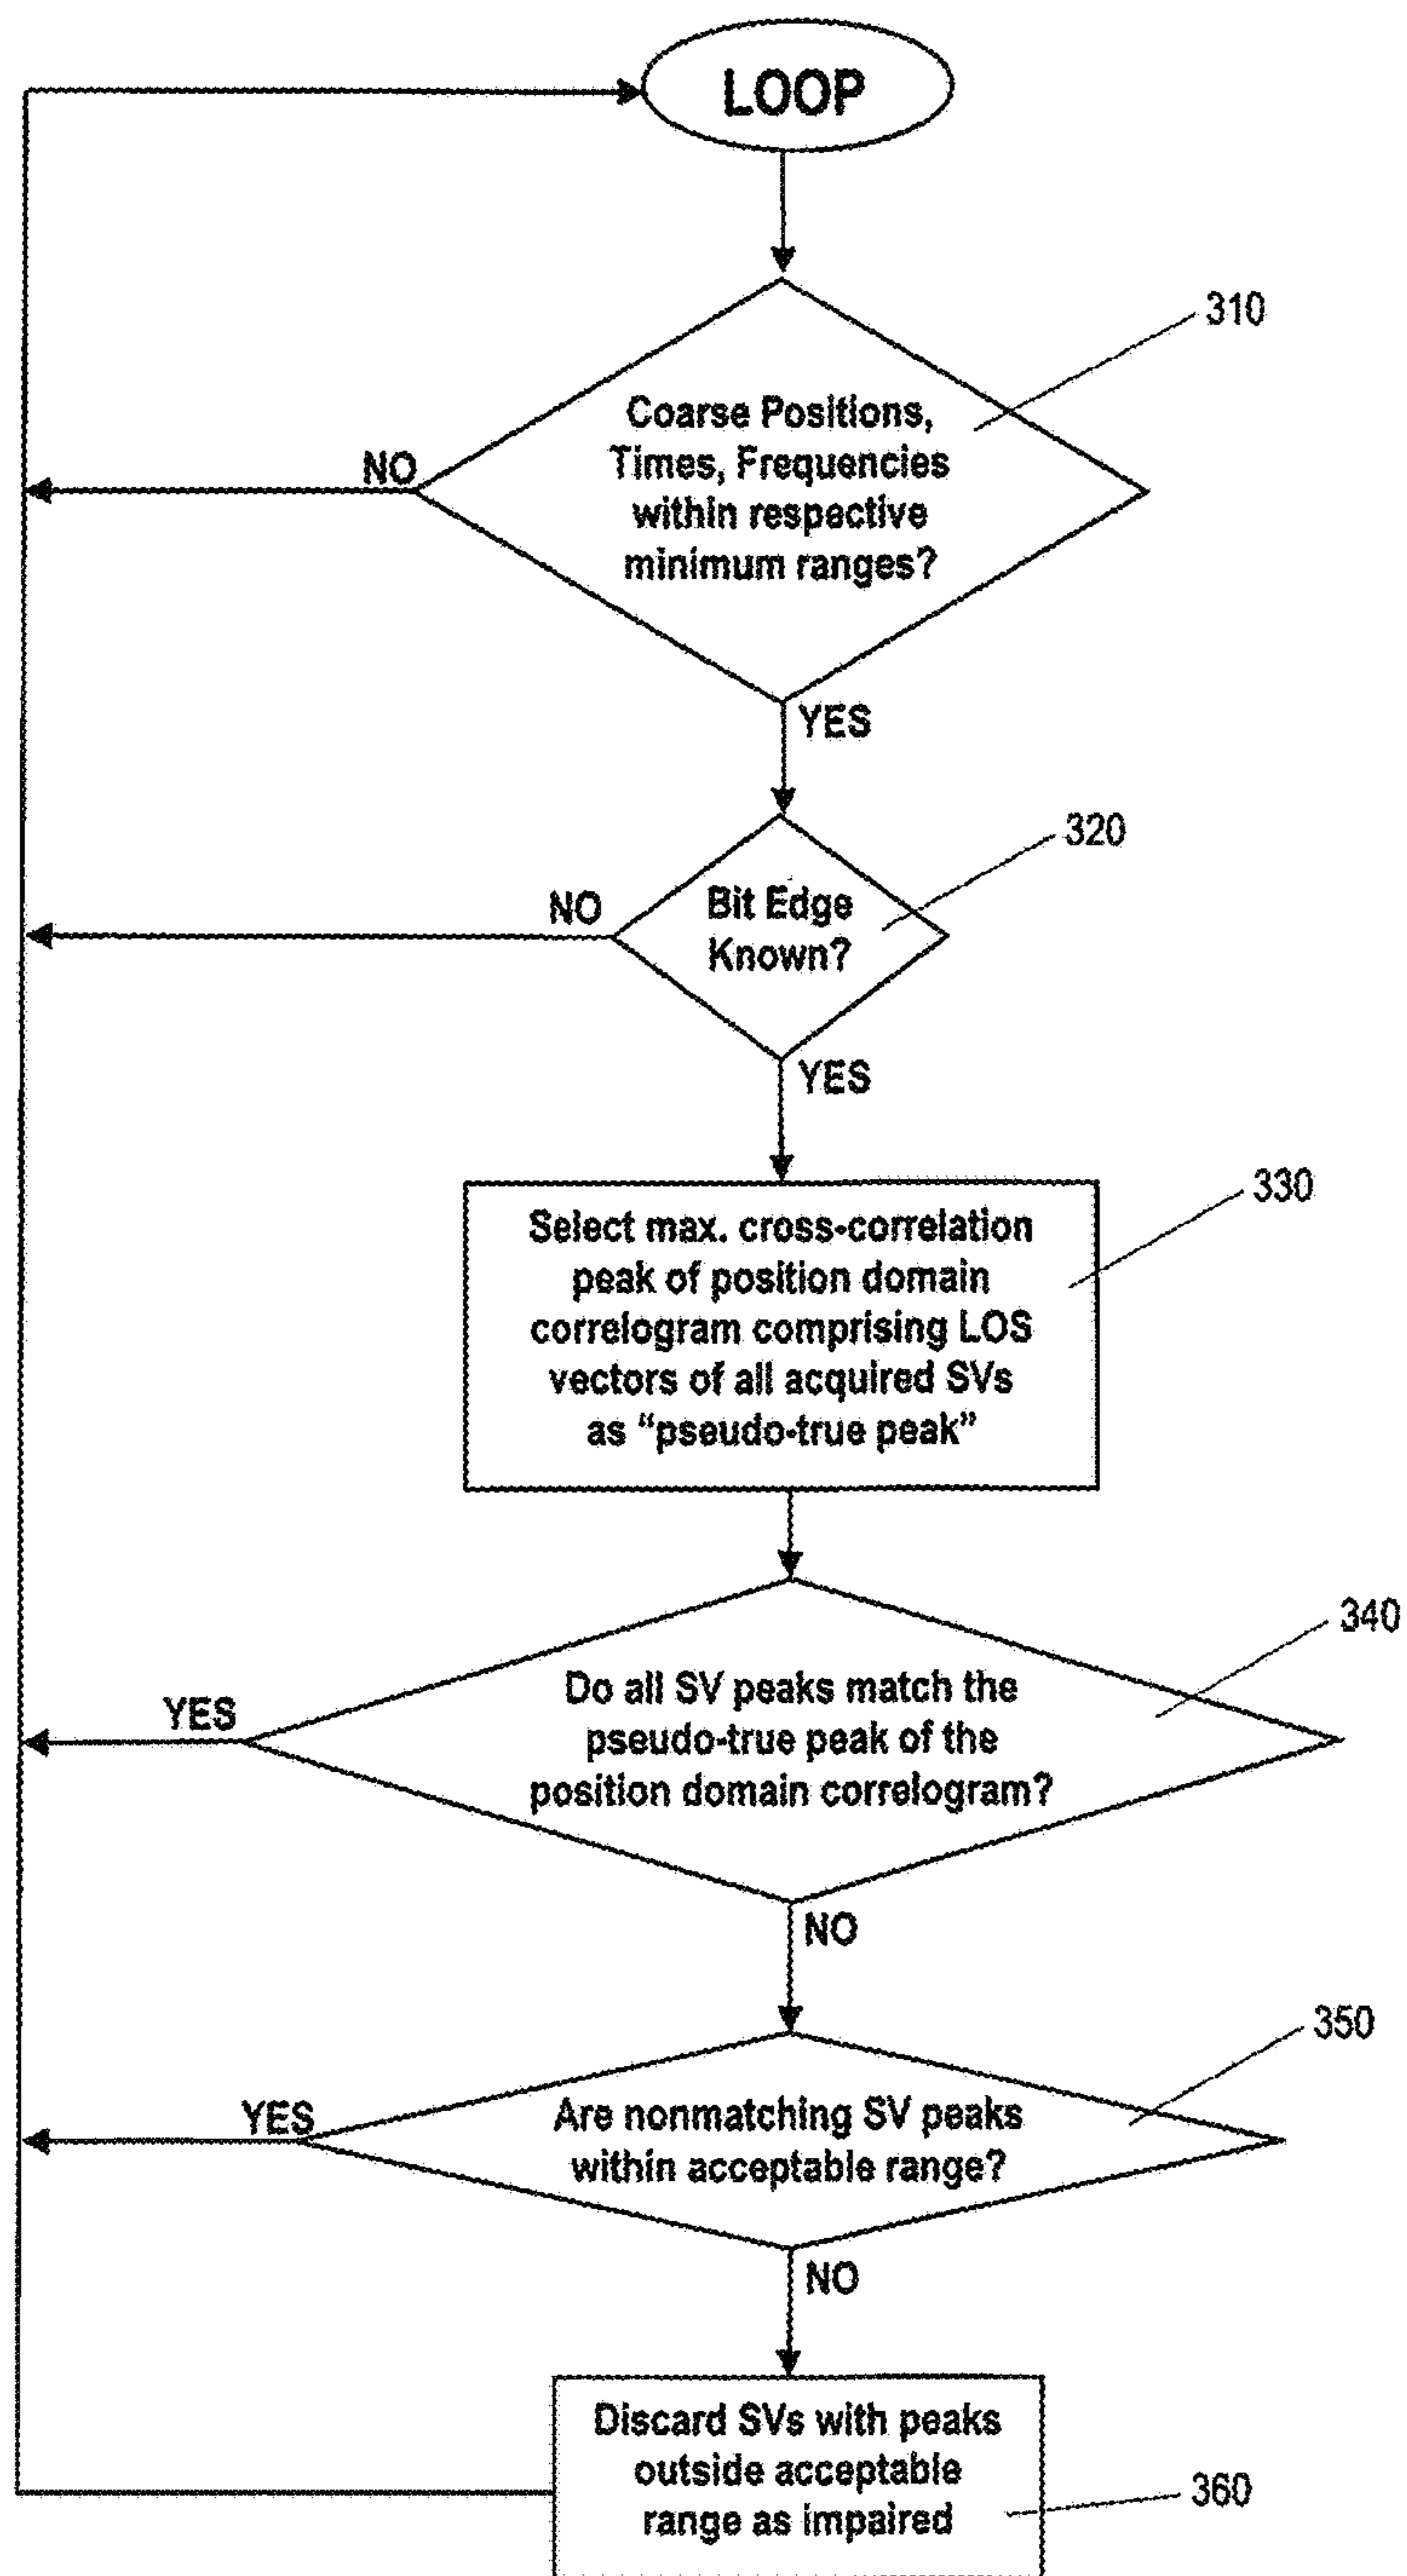 LOOP
310
Coarse Positions,
Times, Frequencies
within respective
minimum ranges?
NO
YES
320
Bit Edge
Known?
NO
YES
330
Select max. cross-correlation
peak of position domain
correlogram comprising LOS
vectors of all acquired SVs
as “pseudo-true peak”
340
Do all SV peaks match the
pseudo-true peak of the
position domain correlogram?
YES
NO
350
Are nonmatching SV peaks
within acceptable range?
YES
NO
Discard SVs with peaks
outside acceptable
range as impaired
360